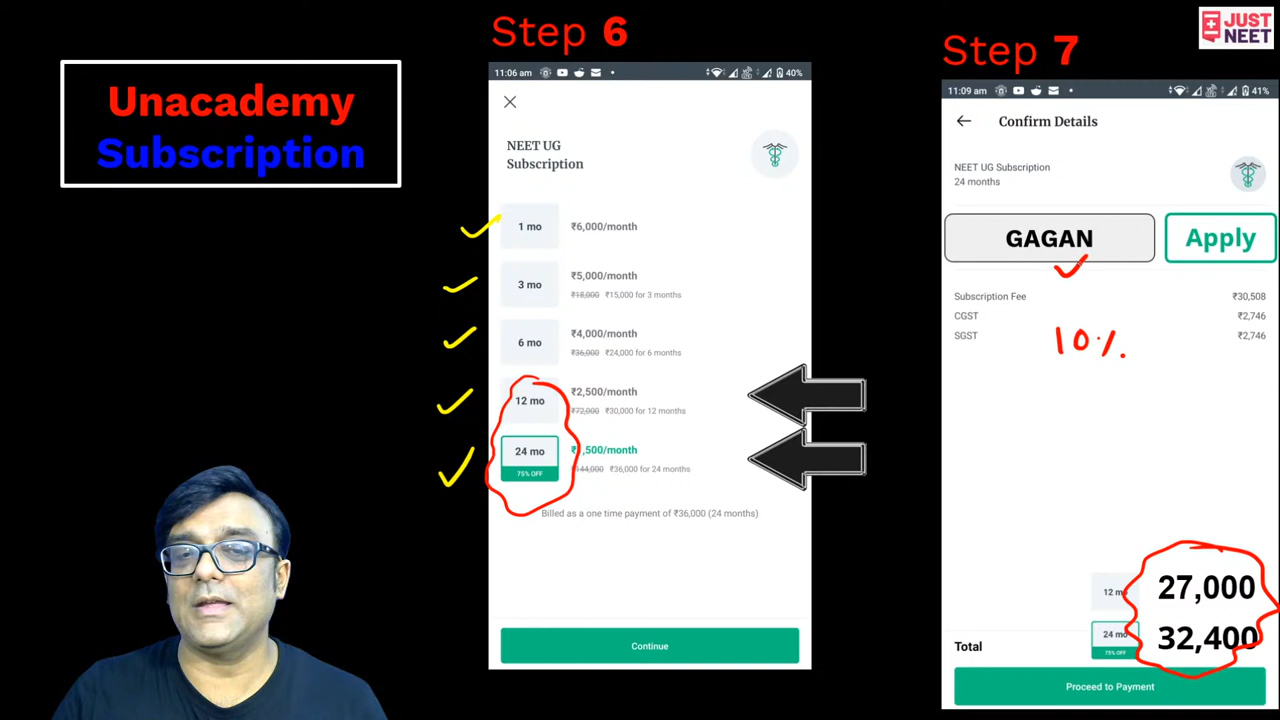 Unacademy
Subscription
Step 6
11:06 am
40%
NEET UG
Subscription
1 mo
₹6,000/month
3 mo
₹5,000/month
₹18,000 ₹15,000 for 3 months
6 mo
₹4,000/month
₹36,000 ₹24,000 for 6 months
12 mo
₹2,500/month
₹72,000 ₹30,000 for 12 months
24 mo
,500/month
75% OFF
144,000 ₹36,000 for 24 months
Billed as a one time payment of ₹36,000 (24 months)
Continue
JUST
NEET
Step 7
11:09 am
41%
Confirm Details
NEET UG Subscription
24 months
GAGAN
Apply
Subscription Fee ₹30,508
CGST ₹2,746
SGST ₹2,746
10%
12 mo 27,000
24 mo 32,400
75% OFF
Total
Proceed to Payment